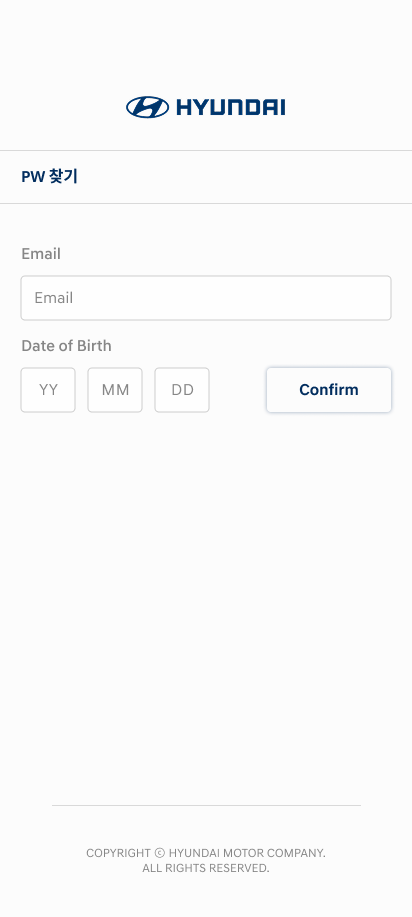 HYUNDAI
PW 찾기
Email
Email
Date of Birth
YY MM DD Confirm
COPYRIGHT ⓒ HYUNDAI MOTOR COMPANY.
ALL RIGHTS RESERVED.